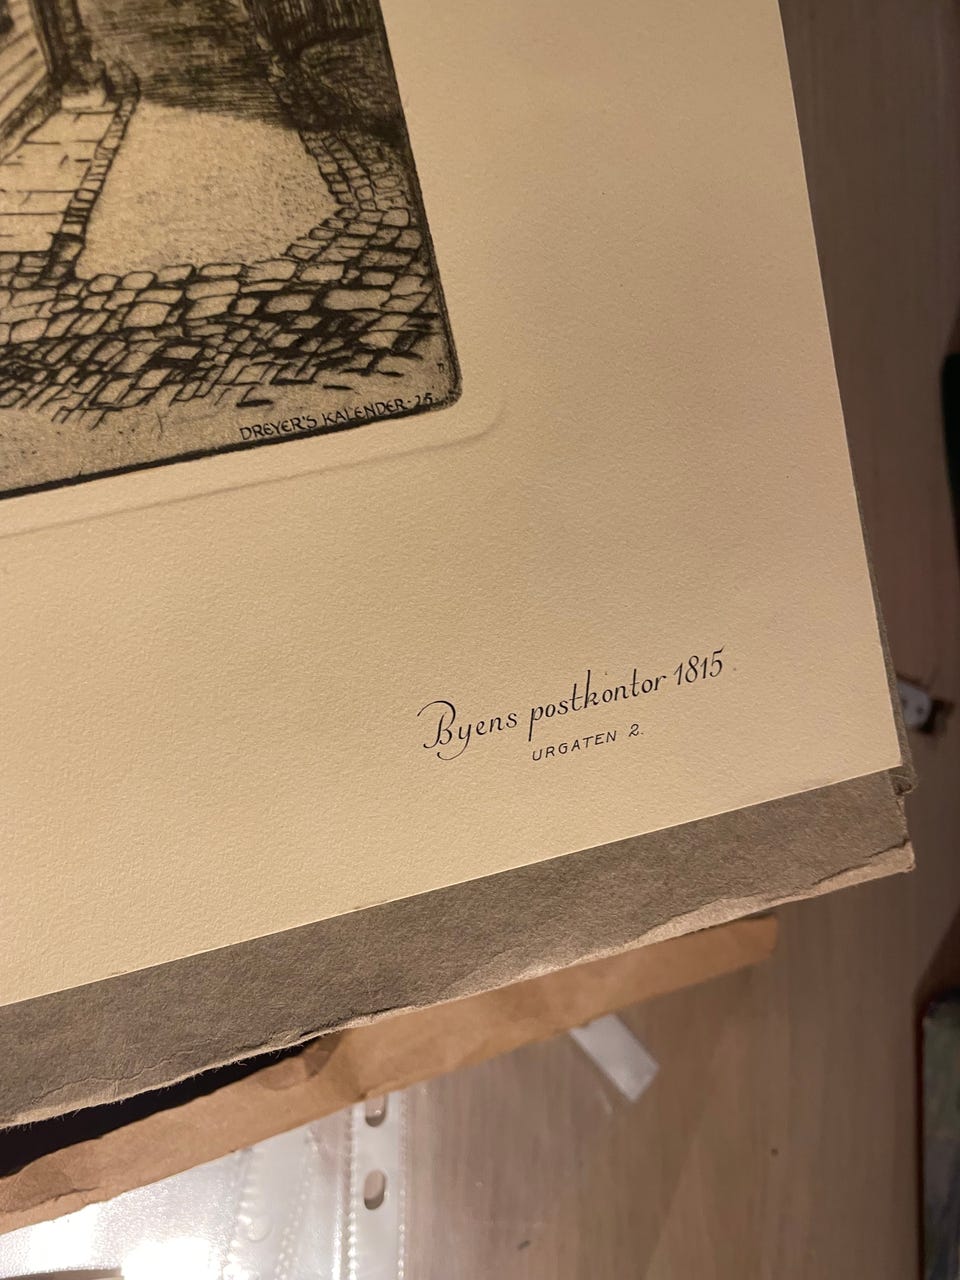 DREYER'S KALENDER-25.
Byens postkontor 1815.
URGATEN 2.